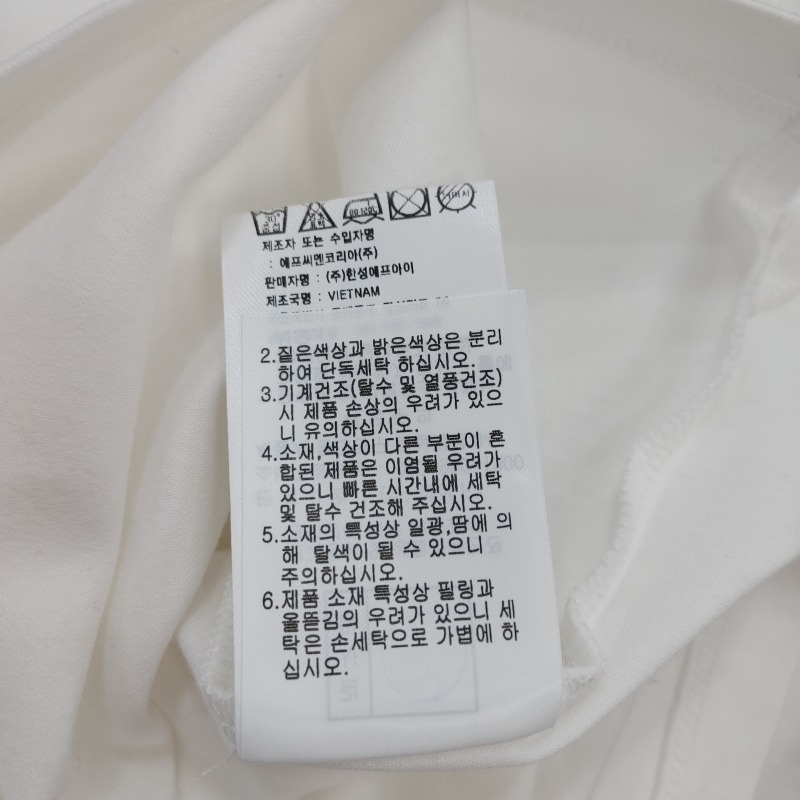 30°
80~120℃
제조자 또는 수입자명
: 에프씨엔코리아(주)
판매자명 : (주)한성에프아이
제조국명 : VIETNAM
2.짙은색상과 밝은색상은 분리
하여 단독세탁 하십시오.
3.기계건조(탈수 및 열풍건조)
시 제품 손상의 우려가 있으
니 유의하십시오.
4.소재,색상이 다른 부분이 혼
합된 제품은 이염될 우려가
있으니 빠른 시간내에 세탁
및 탈수 건조해 주십시오.
5.소재의 특성상 일광,땀에 의
해 탈색이 될 수 있으니
주의하십시오.
6.제품 소재 특성상 필링과
올뜯김의 우려가 있으니 세
탁은 손세탁으로 가볍에 하
십시오.